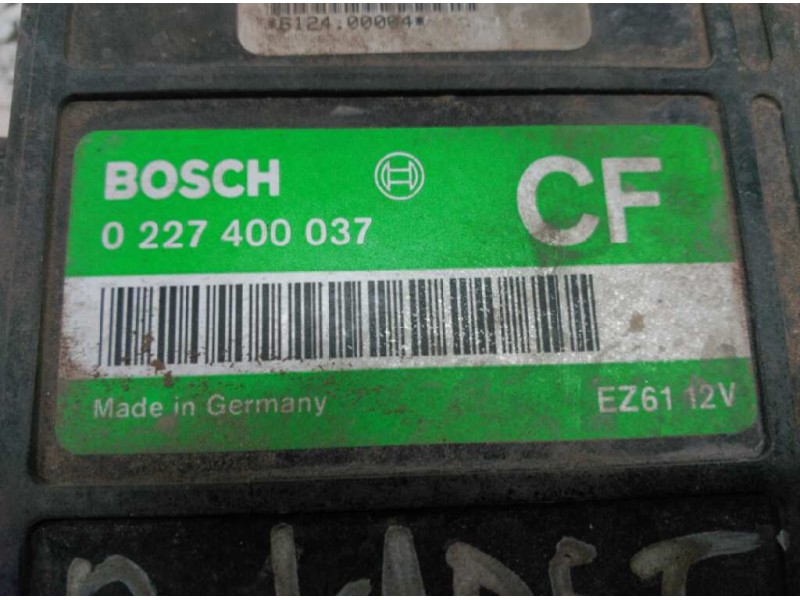 *6124.00004*
BOSCH
CF
0 227 400 037
Made in Germany
EZ61 12V